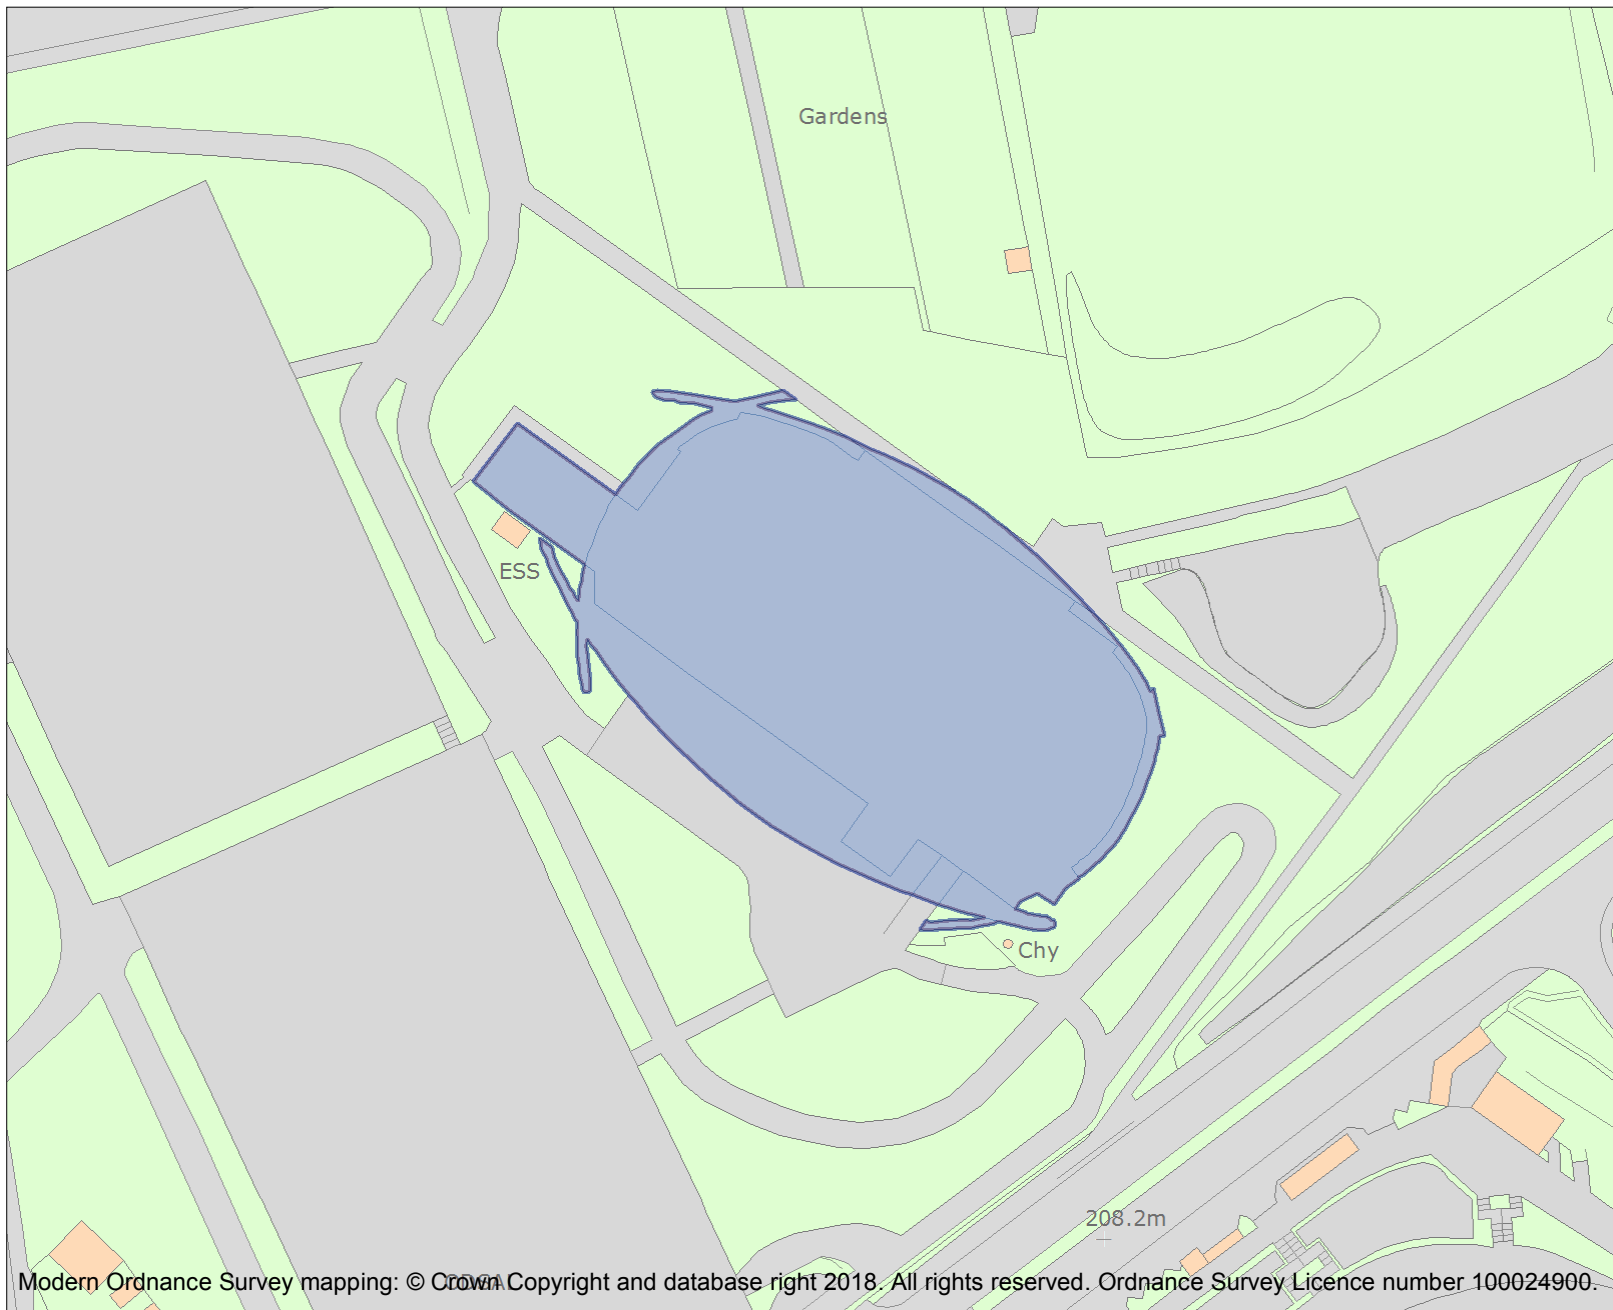 Gardens
ESS
Chy
208.2m
Modern Ordnance Survey mapping: © Crown Copyright and database right 2018. All rights reserved. Ordnance Survey Licence number 100024900.